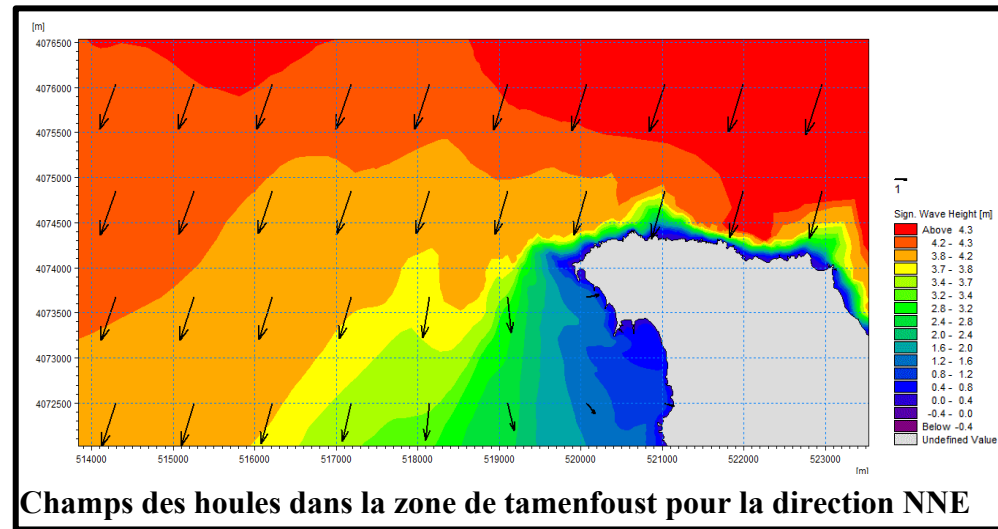 [m]
4076500
4076000
4075500
4075000
4074500
4074000
4073500
4073000
4072500
514000 515000 516000 517000 518000 519000 520000 521000 522000 523000
[m]
1
Sign. Wave Height [m]
Above 4.3
4.2 - 4.3
3.8 - 4.2
3.7 - 3.8
3.4 - 3.7
3.2 - 3.4
2.8 - 3.2
2.4 - 2.8
2.0 - 2.4
1.6 - 2.0
1.2 - 1.6
0.8 - 1.2
0.4 - 0.8
0.0 - 0.4
-0.4 - 0.0
Below -0.4
Undefined Value
Champs des houles dans la zone de tamenfoust pour la direction NNE